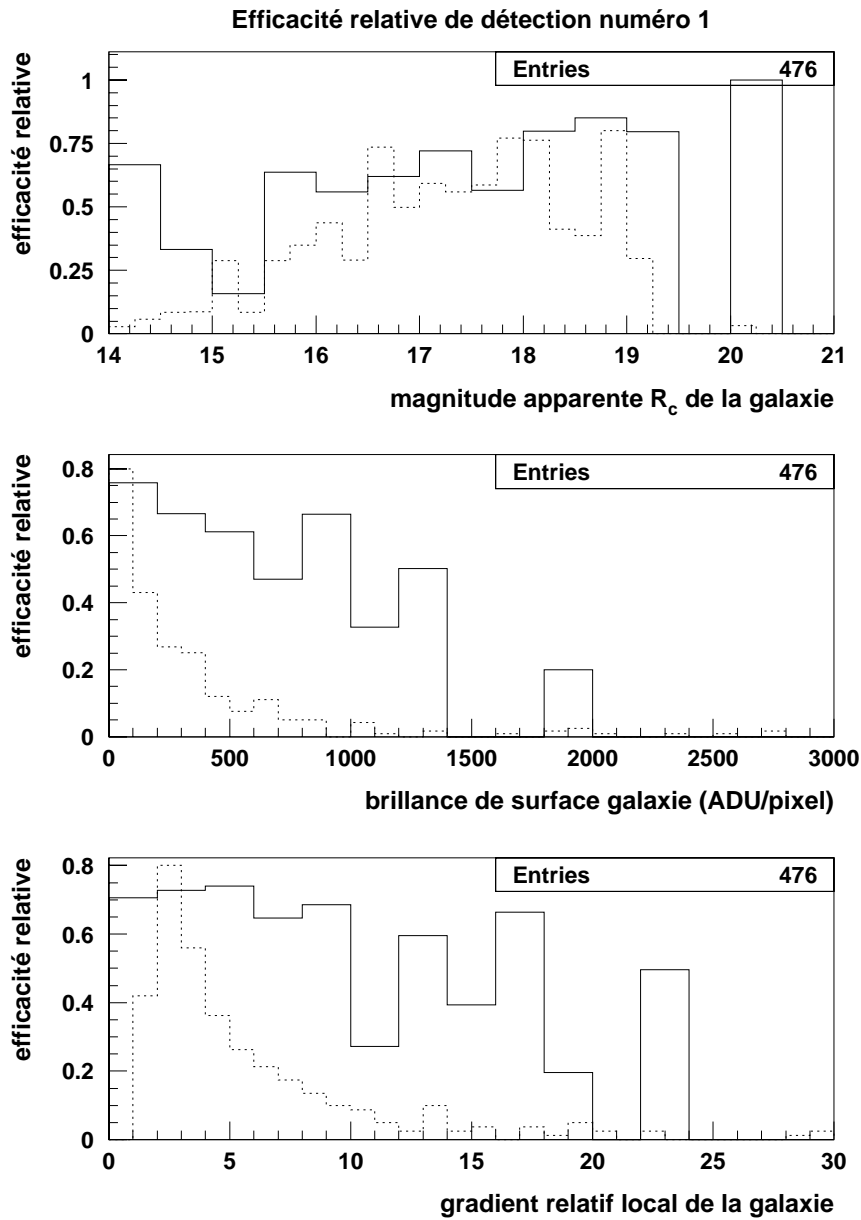 Efficacité relative de détection numéro 1
efficacité relative
Entries 476
1
0.75
0.5
0.25
0
14 15 16 17 18 19 20 21
magnitude apparente Rc de la galaxie
efficacité relative
Entries 476
0.8
0.6
0.4
0.2
0
0 500 1000 1500 2000 2500 3000
brillance de surface galaxie (ADU/pixel)
efficacité relative
Entries 476
0.8
0.6
0.4
0.2
0
0 5 10 15 20 25 30
gradient relatif local de la galaxie